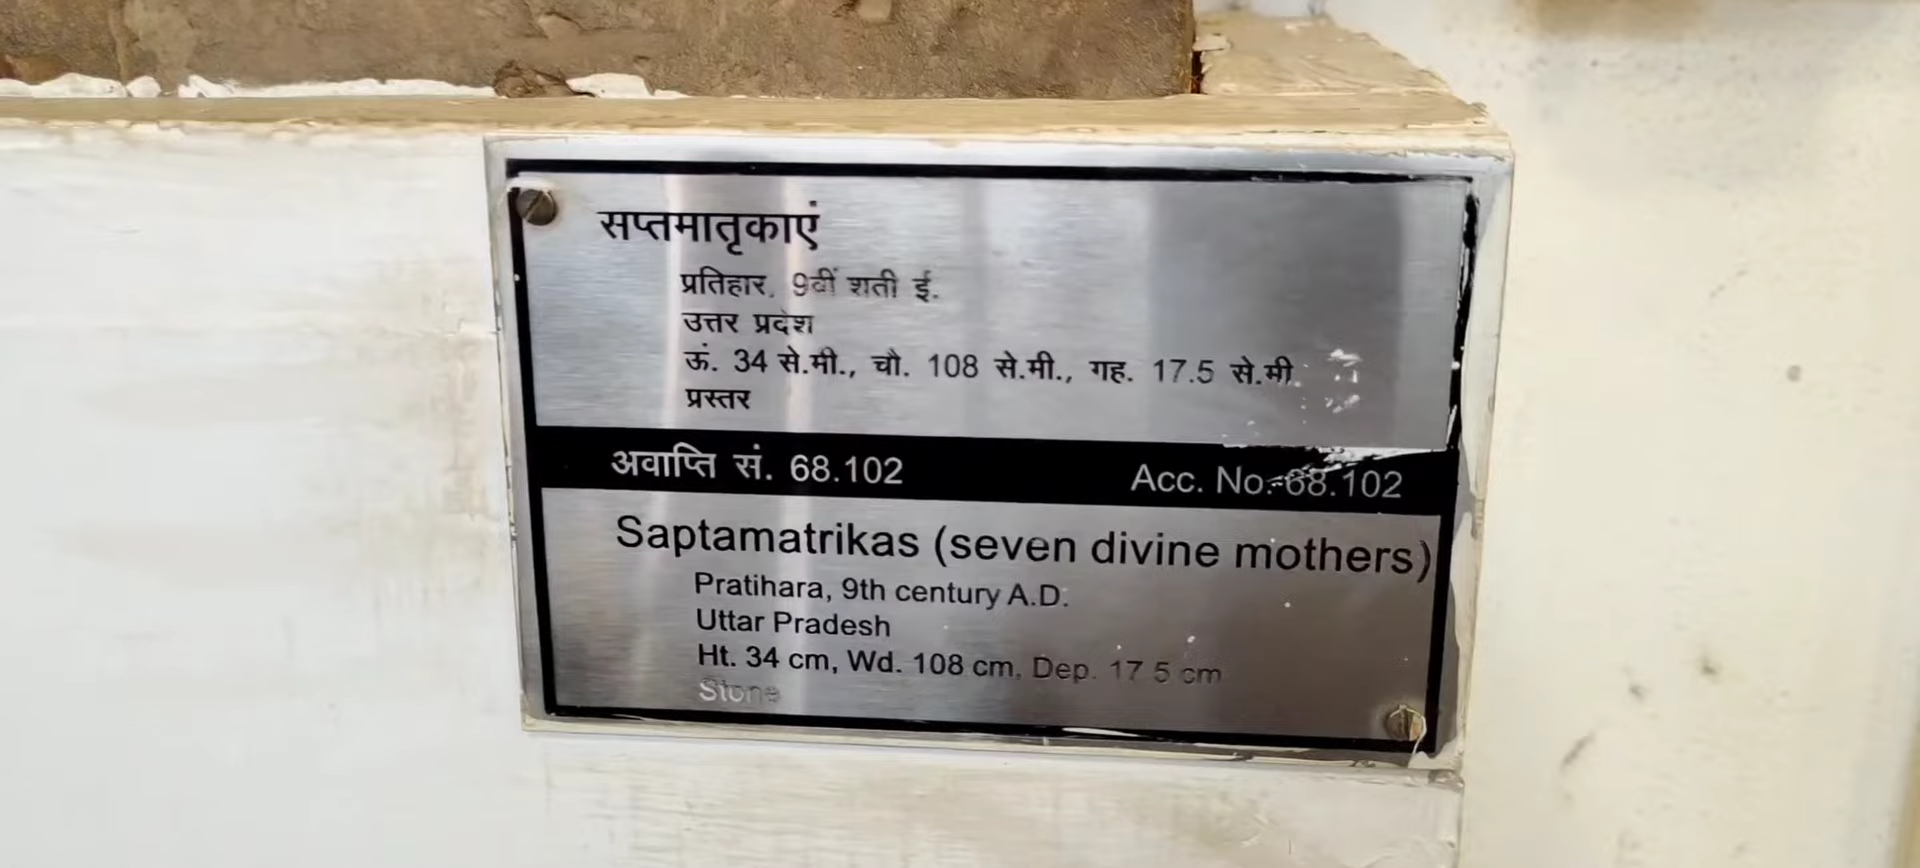 सप्तमातृकाएं
प्रतिहार, 9वीं शती ई.
उत्तर प्रदेश
ऊं. 34 से.मी., चौ. 108 से.मी., गह. 17.5 से.मी.
प्रस्तर
अवाप्ति सं. 68.102
Acc. No. 68.102
Saptamatrikas (seven divine mothers)
Pratihara, 9th century A.D.
Uttar Pradesh
Ht. 34 cm, Wd. 108 cm, Dep. 17 5 cm
Stone